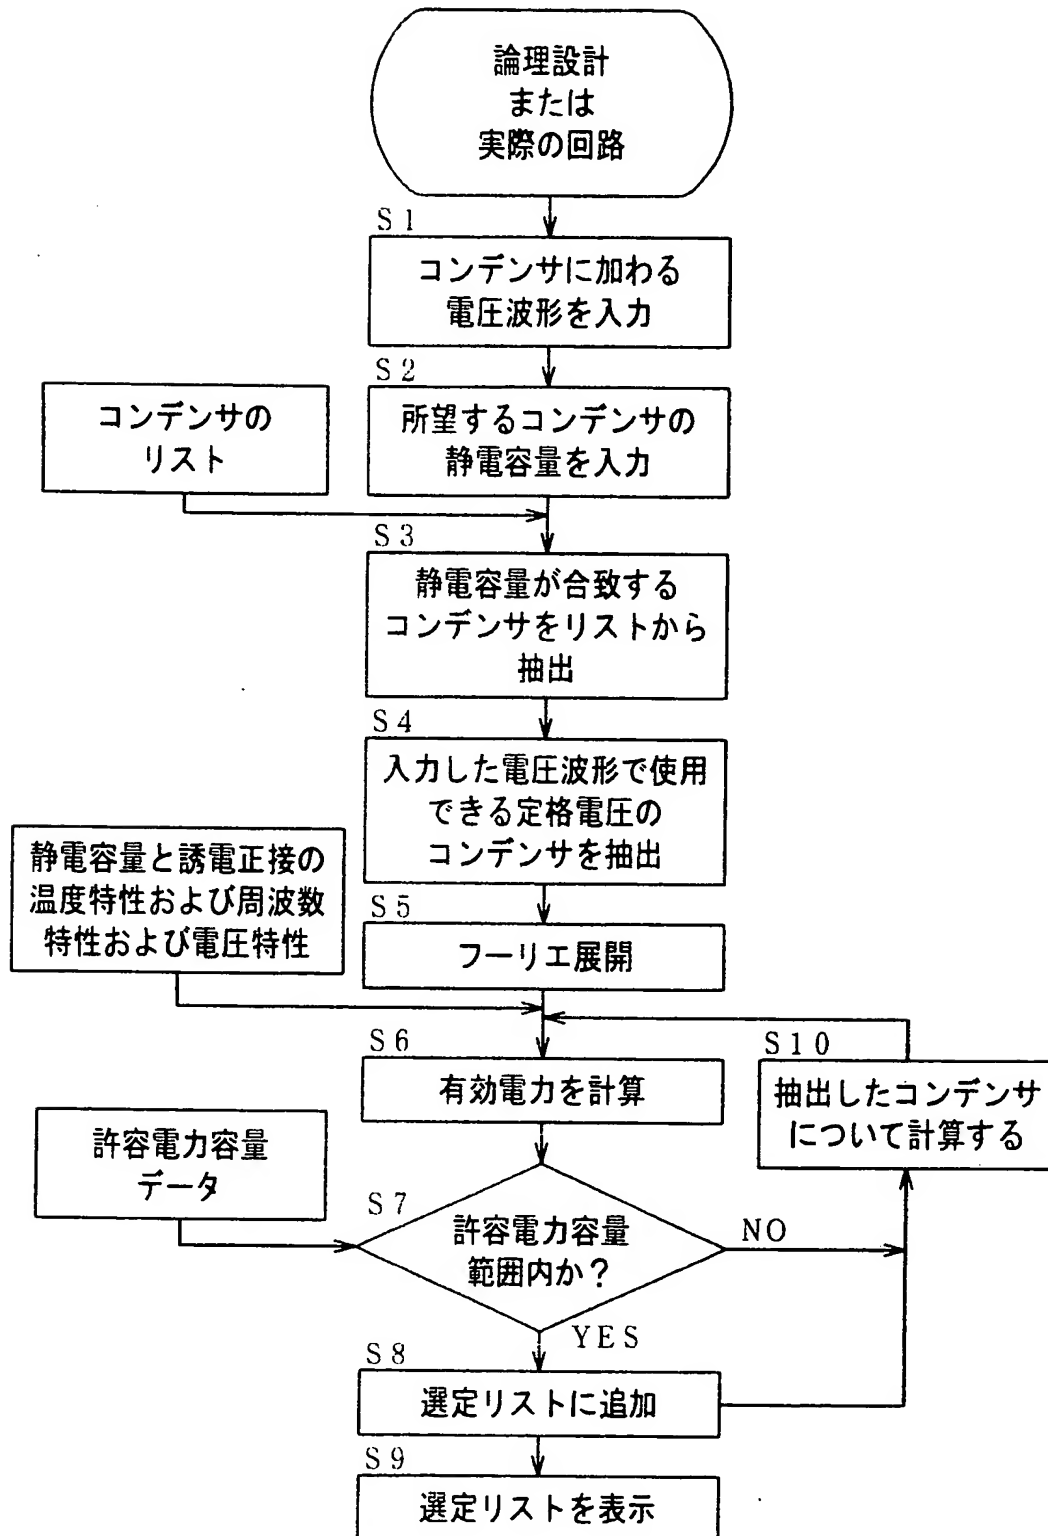 論理設計
または
実際の回路
S1
コンデンサに加わる
電圧波形を入力
S2
所望するコンデンサの
静電容量を入力
コンデンサの
リスト
S3
静電容量が合致する
コンデンサをリストから
抽出
S4
入力した電圧波形で使用
できる定格電圧の
コンデンサを抽出
静電容量と誘電正接の
温度特性および周波数
特性および電圧特性
S5
フーリエ展開
S6
有効電力を計算
S10
抽出したコンデンサ
について計算する
許容電力容量
データ
S7
許容電力容量
範囲内か？
NO
YES
S8
選定リストに追加
S9
選定リストを表示